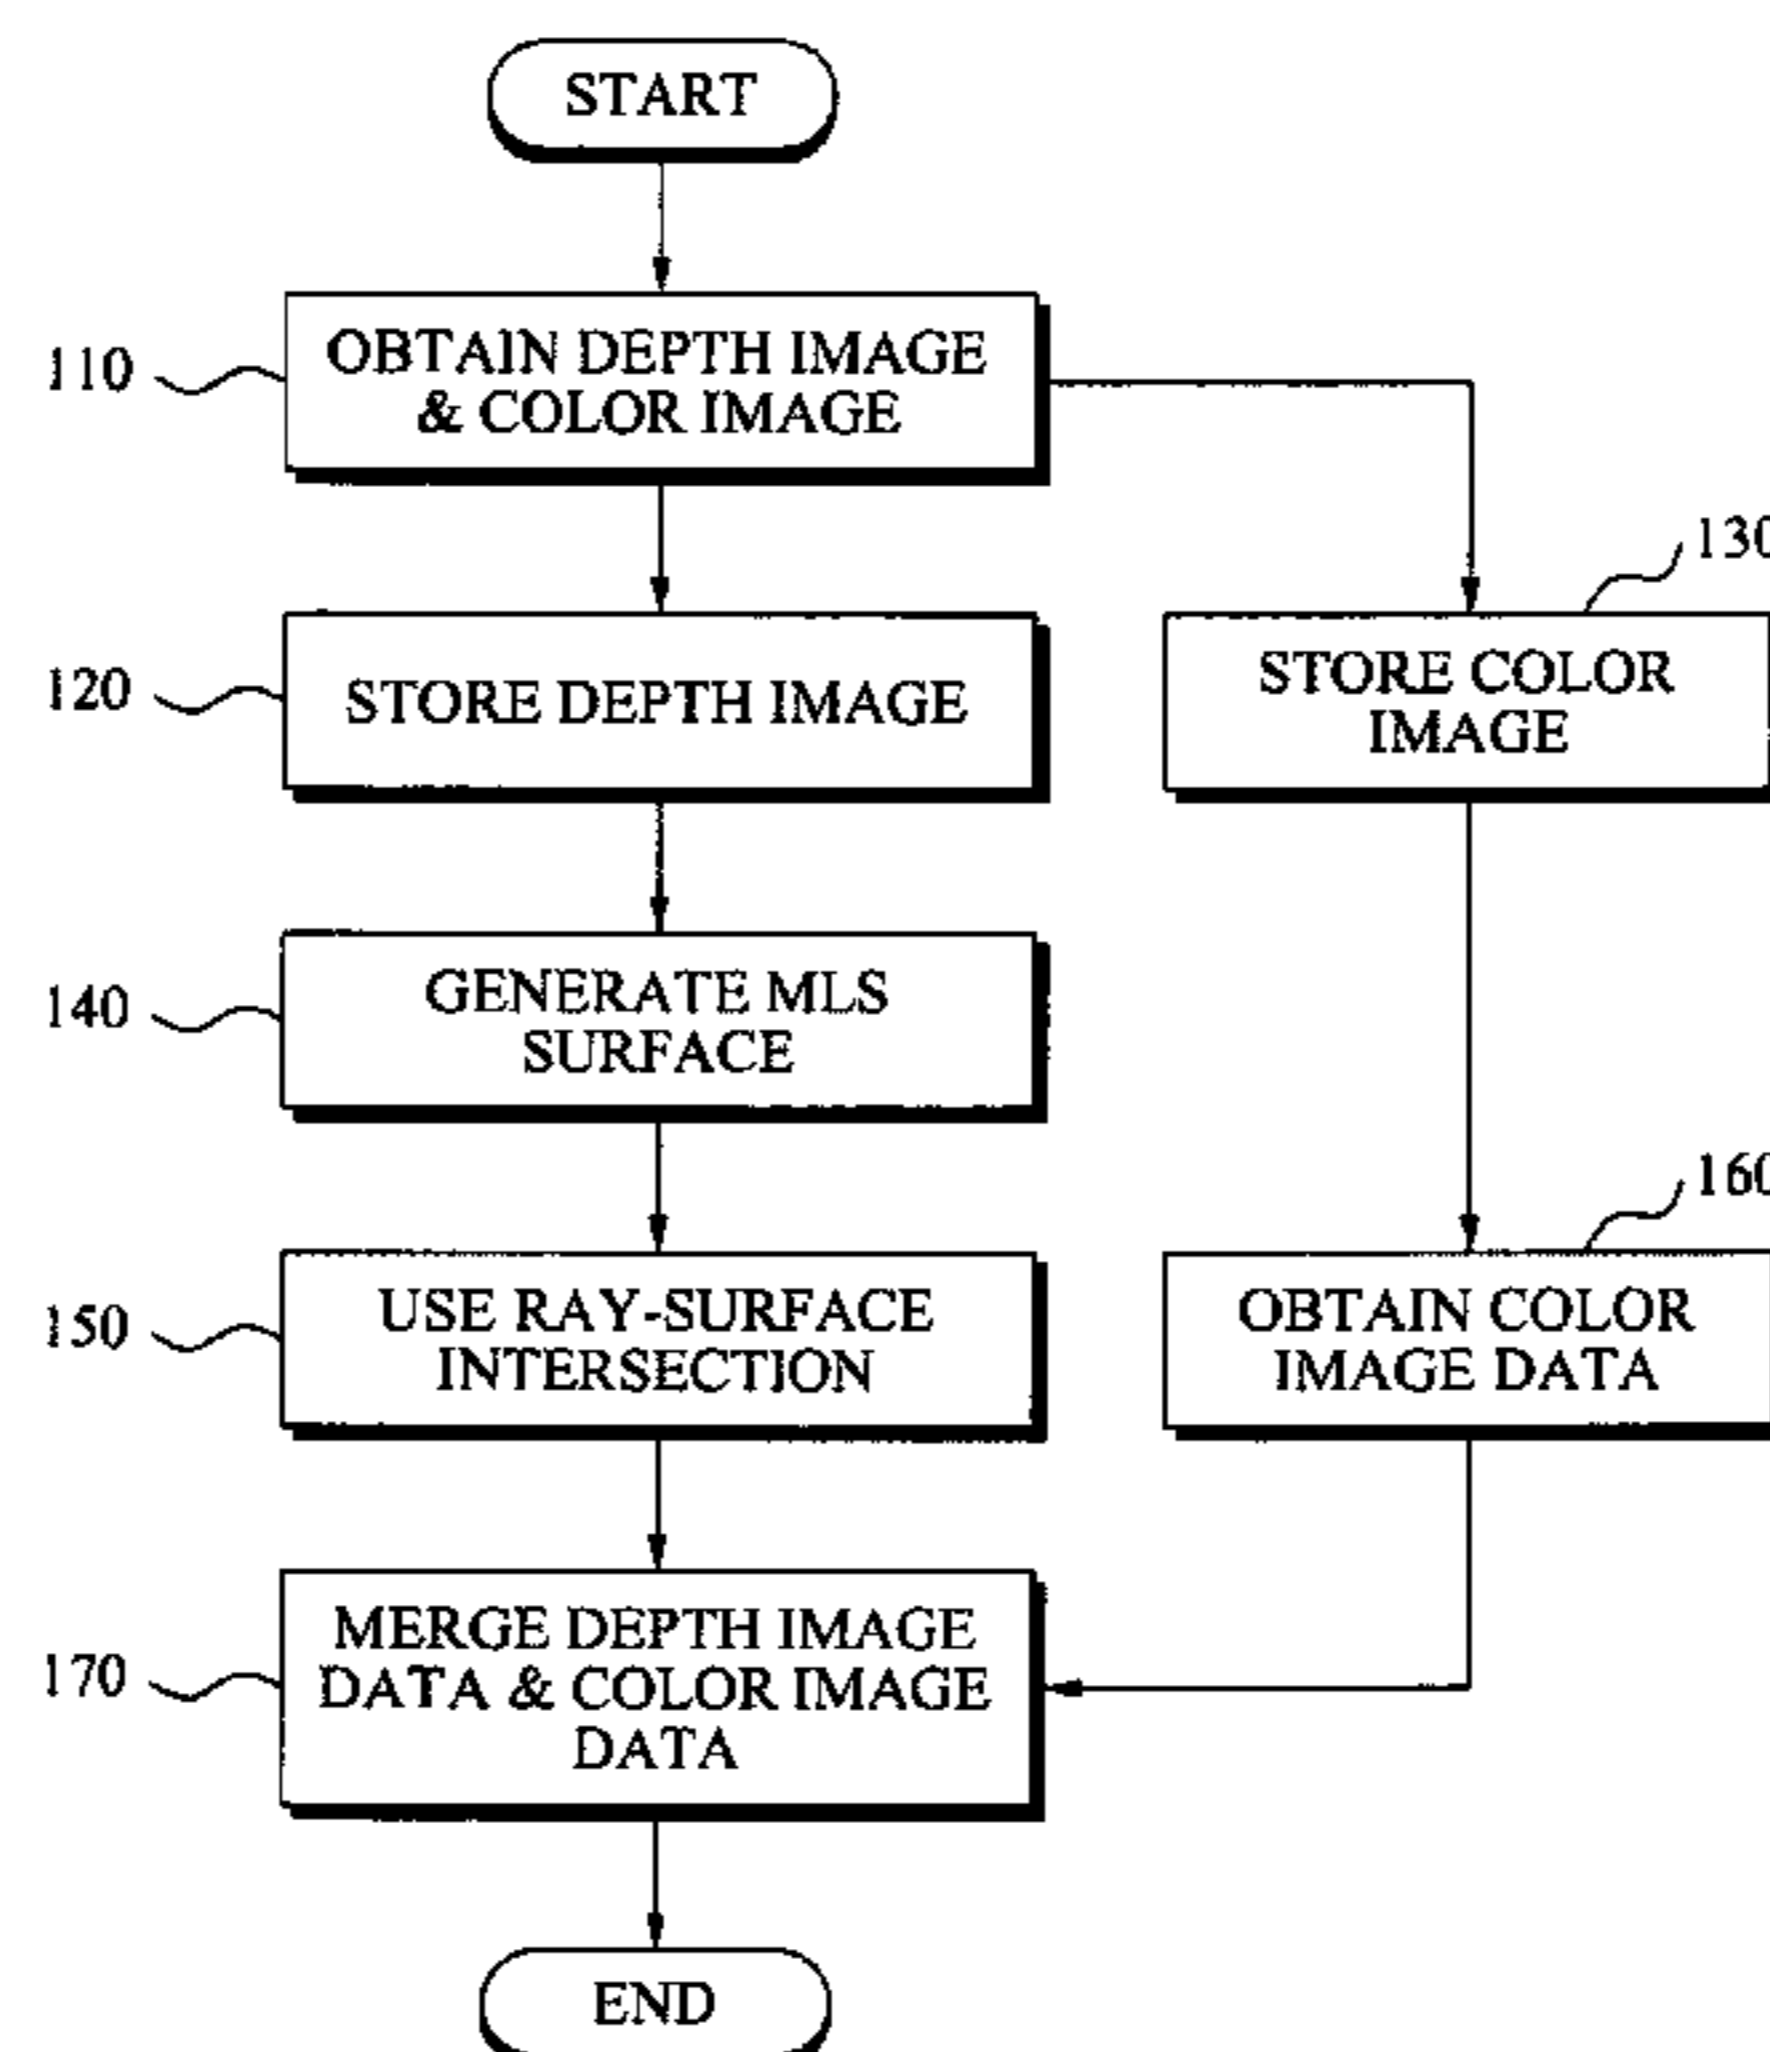 START
110
OBTAIN DEPTH IMAGE
& COLOR IMAGE
130
120
STORE DEPTH IMAGE
STORE COLOR
IMAGE
140
GENERATE MLS
SURFACE
160
150
USE RAY-SURFACE
INTERSECTION
OBTAIN COLOR
IMAGE DATA
170
MERGE DEPTH IMAGE
DATA & COLOR IMAGE
DATA
END